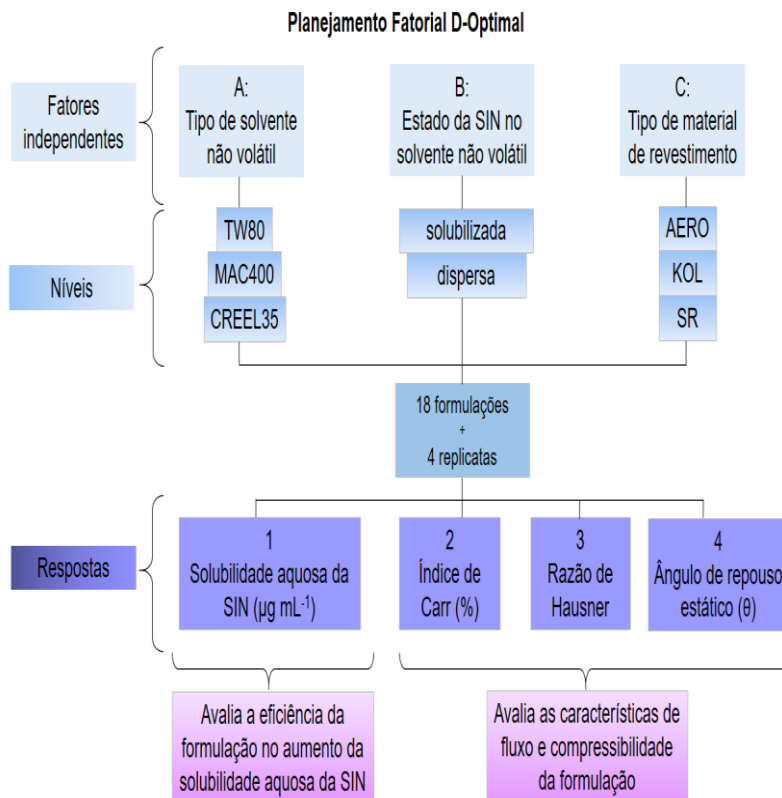 Planejamento Fatorial D-Optimal
Fatores
independentes
A:
Tipo de solvente
não volátil
B:
Estado da SIN no
solvente não volátil
C:
Tipo de material
de revestimento
Níveis
TW80
MAC400
CREEL35
solubilizada
dispersa
AERO
KOL
SR
18 formulações
+
4 replicatas
Respostas
1
Solubilidade aquosa da
SIN (µg mL⁻¹)
2
Índice de
Carr (%)
3
Razão de
Hausner
4
Ângulo de repouso
estático (θ)
Avalia a eficiência da
formulação no aumento da
solubilidade aquosa da SIN
Avalia as características de
fluxo e compressibilidade
da formulação